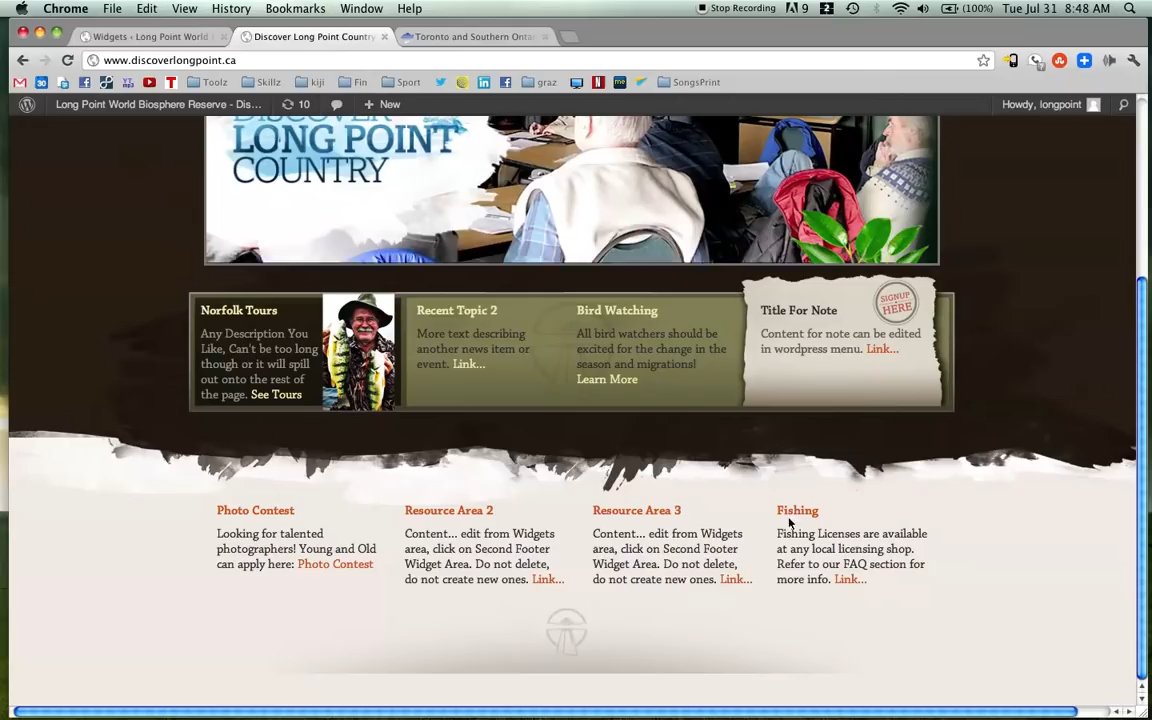 Chrome File Edit View History Bookmarks Window Help Stop Recording 9 2 (100%) Tue Jul 31 8:48 AM
Widgets ‹ Long Point World Discover Long Point Country Toronto and Southern Onta
www.discoverlongpoint.ca
30 Toolz Skillz kiji Fin Sport graz me SongsPrint
Long Point World Biosphere Reserve - Dis... 10 New Howdy, longpoint
DISCOVER
LONG POINT
COUNTRY
SIGNUP
HERE
Norfolk Tours
Any Description You
Like, Can't be too long
though or it will spill
out onto the rest of
the page. See Tours
Recent Topic 2
More text describing
another news item or
event. Link...
Bird Watching
All bird watchers should be
excited for the change in the
season and migrations!
Learn More
Title For Note
Content for note can be edited
in wordpress menu. Link...
Photo Contest
Looking for talented
photographers! Young and Old
can apply here: Photo Contest
Resource Area 2
Content... edit from Widgets
area, click on Second Footer
Widget Area. Do not delete,
do not create new ones. Link...
Resource Area 3
Content... edit from Widgets
area, click on Second Footer
Widget Area. Do not delete,
do not create new ones. Link...
Fishing
Fishing Licenses are available
at any local licensing shop.
Refer to our FAQ section for
more info. Link...